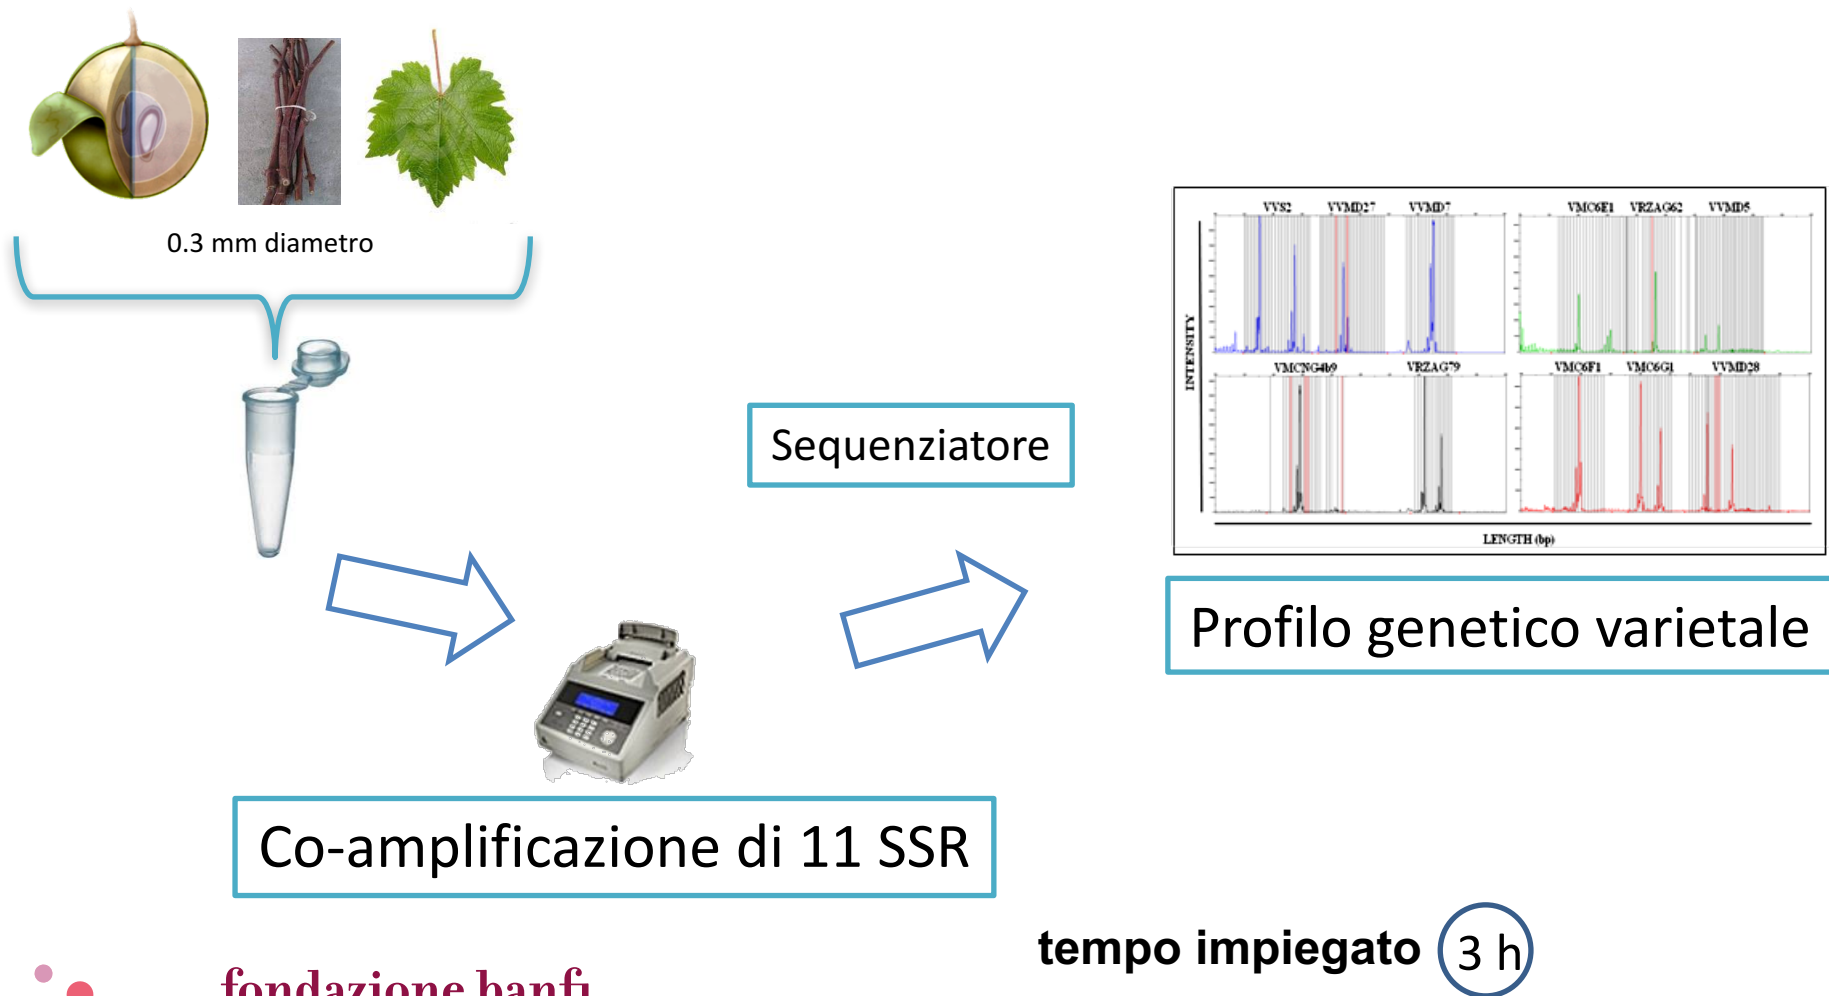 0.3 mm diametro
Sequenziatore
VVS2 VVMD27 VVMD7
VMC6E1 VRZAG62 VVMD5
INTENSITY
VMCNG4b9 VRZAG79
VMC6F1 VMC6G1 VVMD28
LENGTH (bp)
Profilo genetico varietale
Co-amplificazione di 11 SSR
tempo impiegato 3 h
fondazione banfi